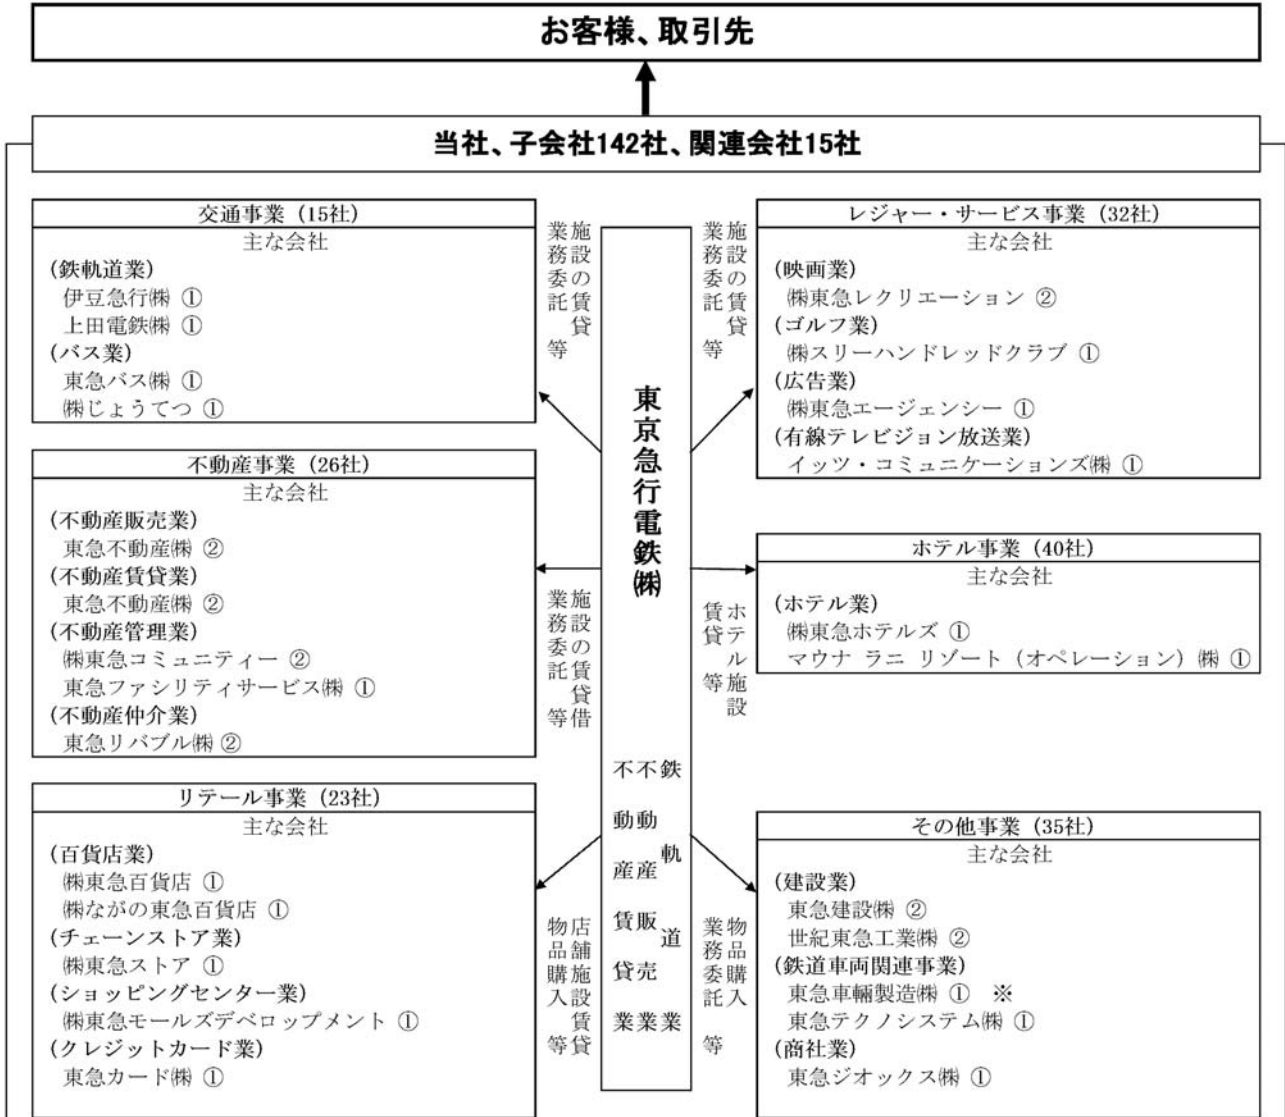 お客様、取引先
当社、子会社142社、関連会社15社
交通事業（15社）
主な会社
(鉄軌道業)
伊豆急行㈱ ①
上田電鉄㈱ ①
(バス業)
東急バス㈱ ①
㈱じょうてつ ①
施設の賃貸
業務委託 等
不動産事業（26社）
主な会社
(不動産販売業)
東急不動産㈱ ②
(不動産賃貸業)
東急不動産㈱ ②
(不動産管理業)
㈱東急コミュニティー ②
東急ファシリティサービス㈱ ①
(不動産仲介業)
東急リバブル㈱ ②
施設の賃貸借
業務委託 等
リテール事業（23社）
主な会社
(百貨店業)
㈱東急百貨店 ①
㈱ながの東急百貨店 ①
(チェーンストア業)
㈱東急ストア ①
(ショッピングセンター業)
㈱東急モールズデベロップメント ①
(クレジットカード業)
東急カード㈱ ①
店舗施設賃貸
物品購入 等
東京急行電鉄㈱
鉄軌道業
不動産販売業
不動産賃貸業
施設の賃貸
業務委託 等
レジャー・サービス事業（32社）
主な会社
(映画業)
㈱東急レクリエーション ②
(ゴルフ業)
㈱スリーハンドレッドクラブ ①
(広告業)
㈱東急エージェンシー ①
(有線テレビジョン放送業)
イッツ・コミュニケーションズ㈱ ①
ホテル施設
賃貸 等
ホテル事業（40社）
主な会社
(ホテル業)
㈱東急ホテルズ ①
マウナ ラニ リゾート（オペレーション）㈱ ①
物品購入
業務委託 等
その他事業（35社）
主な会社
(建設業)
東急建設㈱ ②
世紀東急工業㈱ ②
(鉄道車両関連事業)
東急車輛製造㈱ ① ※
東急テクノシステム㈱ ①
(商社業)
東急ジオックス㈱ ①